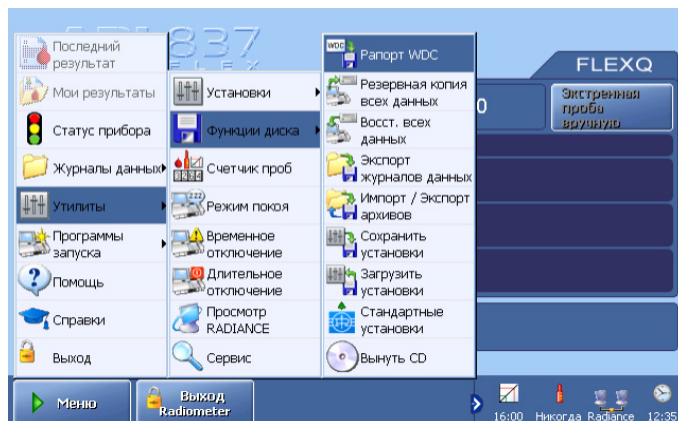 ABL837
FLEX
FLEXQ
Последний
результат
Мои результаты
Статус прибора
Журналы данных
Утилиты
Программы
запуска
Помощь
Справки
Выход
Установки
Функции диска
Счетчик проб
Режим покоя
Временное
отключение
Длительное
отключение
Просмотр
RADIANCE
Сервис
WDC
Рапорт WDC
Резервная копия
всех данных
Восст. всех
данных
Экспорт
журналов данных
Импорт / Экспорт
архивов
Сохранить
установки
Загрузить
установки
Стандартные
установки
Вынуть CD
0
Экстренная
проба
вручную
Меню
Выход
Radiometer
16:00
Никогда
Radiance
12:35